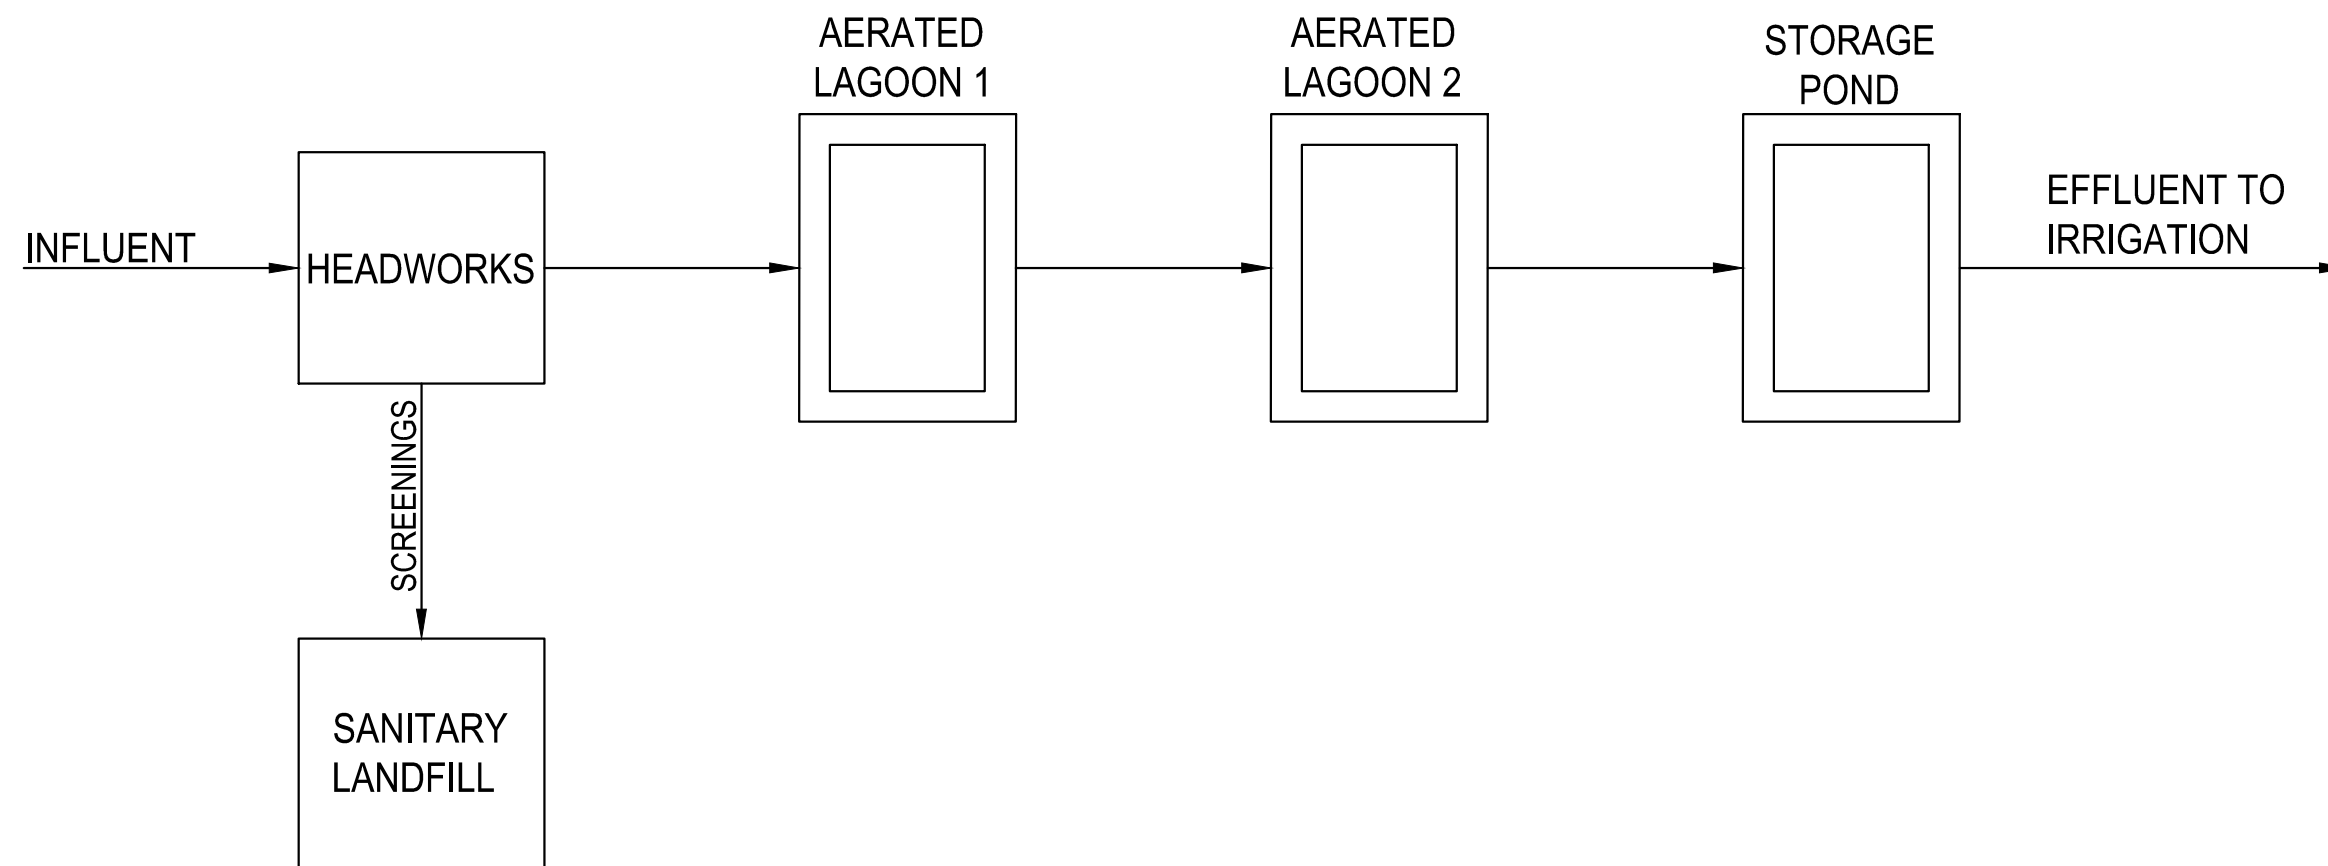 AERATED
LAGOON 1
AERATED
LAGOON 2
STORAGE
POND
INFLUENT
HEADWORKS
EFFLUENT TO
IRRIGATION
SCREENINGS
SANITARY
LANDFILL